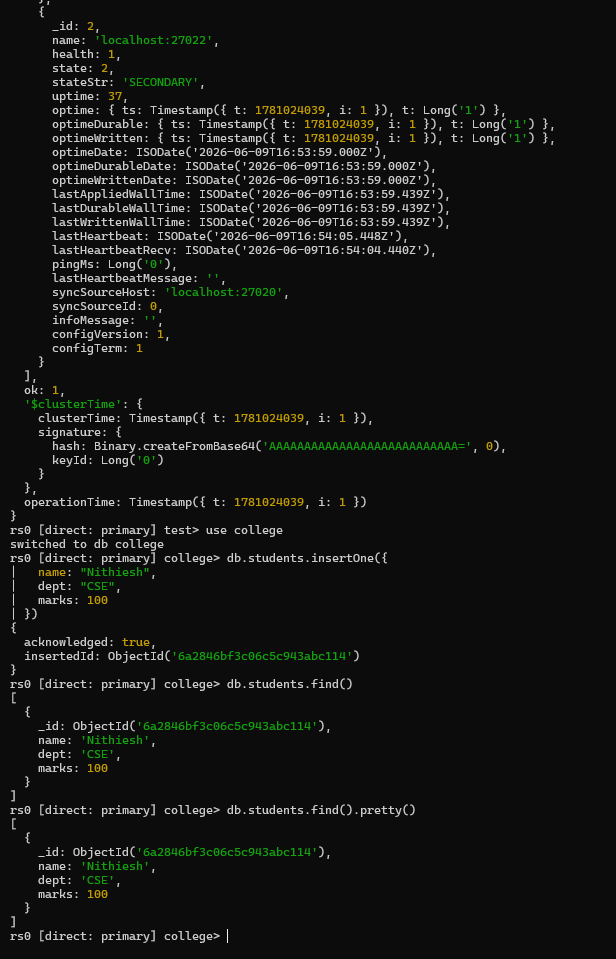 },
    {
      _id: 2,
      name: 'localhost:27022',
      health: 1,
      state: 2,
      stateStr: 'SECONDARY',
      uptime: 37,
      optime: { ts: Timestamp({ t: 1781024039, i: 1 }), t: Long('1') },
      optimeDurable: { ts: Timestamp({ t: 1781024039, i: 1 }), t: Long('1') },
      optimeWritten: { ts: Timestamp({ t: 1781024039, i: 1 }), t: Long('1') },
      optimeDate: ISODate('2026-06-09T16:53:59.000Z'),
      optimeDurableDate: ISODate('2026-06-09T16:53:59.000Z'),
      optimeWrittenDate: ISODate('2026-06-09T16:53:59.000Z'),
      lastAppliedWallTime: ISODate('2026-06-09T16:53:59.439Z'),
      lastDurableWallTime: ISODate('2026-06-09T16:53:59.439Z'),
      lastWrittenWallTime: ISODate('2026-06-09T16:53:59.439Z'),
      lastHeartbeat: ISODate('2026-06-09T16:54:05.448Z'),
      lastHeartbeatRecv: ISODate('2026-06-09T16:54:04.440Z'),
      pingMs: Long('0'),
      lastHeartbeatMessage: '',
      syncSourceHost: 'localhost:27020',
      syncSourceId: 0,
      infoMessage: '',
      configVersion: 1,
      configTerm: 1
    }
  ],
  ok: 1,
  '$clusterTime': {
    clusterTime: Timestamp({ t: 1781024039, i: 1 }),
    signature: {
      hash: Binary.createFromBase64('AAAAAAAAAAAAAAAAAAAAAAAAAAA=', 0),
      keyId: Long('0')
    }
  },
  operationTime: Timestamp({ t: 1781024039, i: 1 })
}
rs0 [direct: primary] test> use college
switched to db college
rs0 [direct: primary] college> db.students.insertOne({
|   name: "Nithiesh",
|   dept: "CSE",
|   marks: 100
| })
{
  acknowledged: true,
  insertedId: ObjectId('6a2846bf3c06c5c943abc114')
}
rs0 [direct: primary] college> db.students.find()
[
  {
    _id: ObjectId('6a2846bf3c06c5c943abc114'),
    name: 'Nithiesh',
    dept: 'CSE',
    marks: 100
  }
]
rs0 [direct: primary] college> db.students.find().pretty()
[
  {
    _id: ObjectId('6a2846bf3c06c5c943abc114'),
    name: 'Nithiesh',
    dept: 'CSE',
    marks: 100
  }
]
rs0 [direct: primary] college>